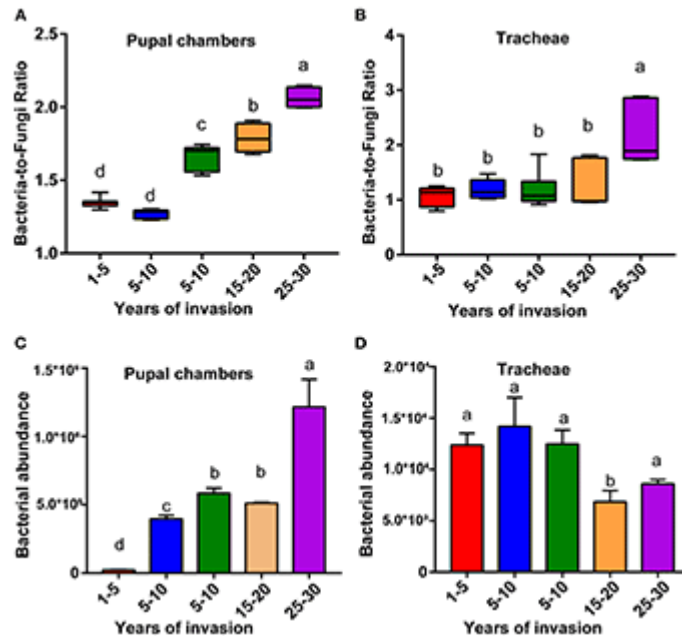 A
Pupal chambers
Bacteria-to-Fungi Ratio
2.5
2.0
1.5
1.0
d
d
c
b
a
1-5
5-10
5-10
15-20
25-30
Years of invasion
B
Tracheae
Bacteria-to-Fungi Ratio
4
3
2
1
0
b
b
b
b
a
1-5
5-10
5-10
15-20
25-30
Years of invasion
C
Pupal chambers
Bacterial abundance
0
d
c
b
b
a
1-5
5-10
5-10
15-20
25-30
Years of invasion
D
Tracheae
Bacterial abundance
0
a
a
a
b
a
1-5
5-10
5-10
15-20
25-30
Years of invasion